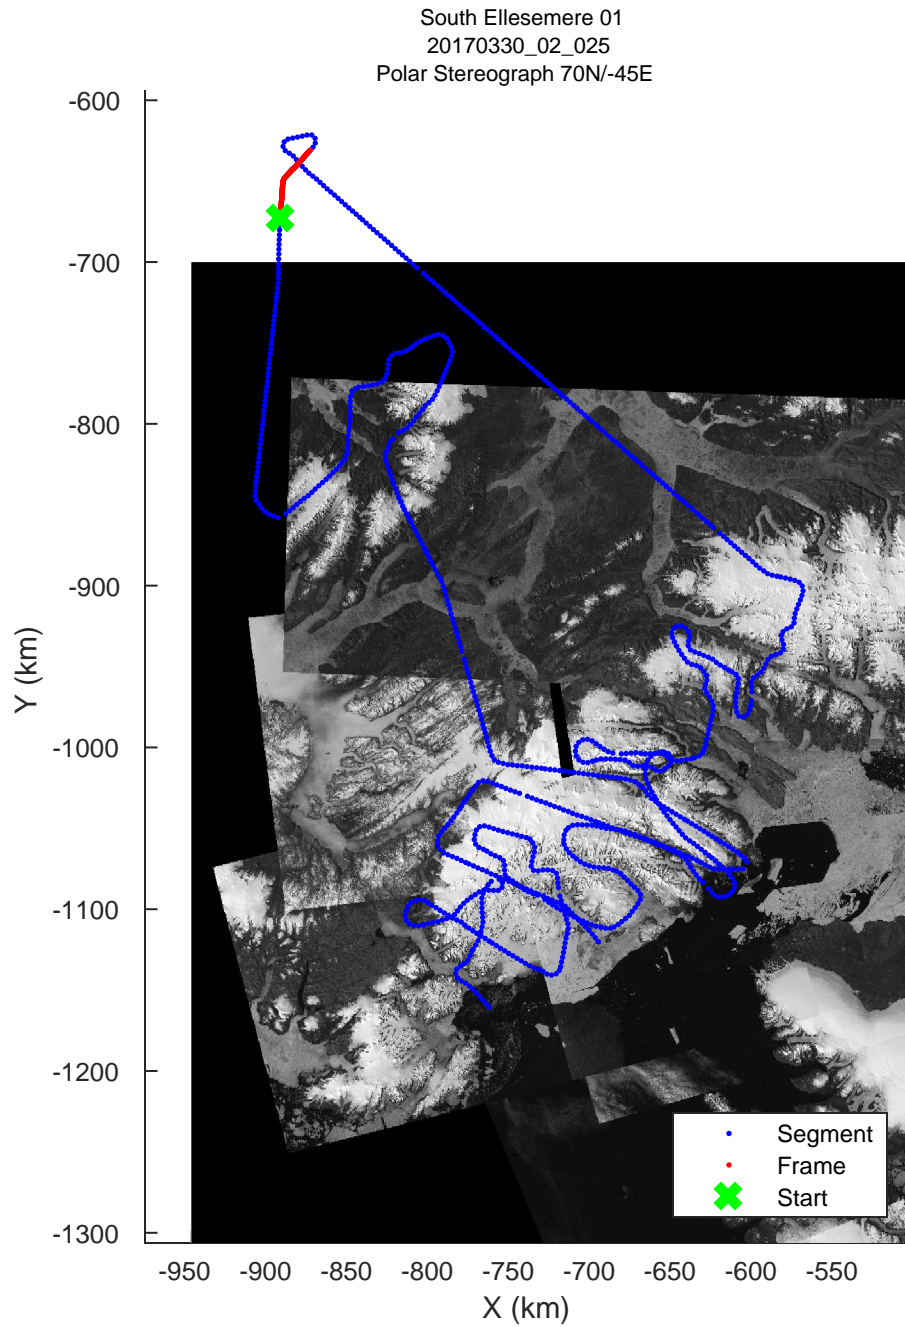 South Ellesemere 01
20170330_02_025
Polar Stereograph 70N/-45E
-600
-700
-800
-900
-1000
-1100
-1200
-1300
Y (km)
Segment
Frame
Start
-950 -900 -850 -800 -750 -700 -650 -600 -550
X (km)